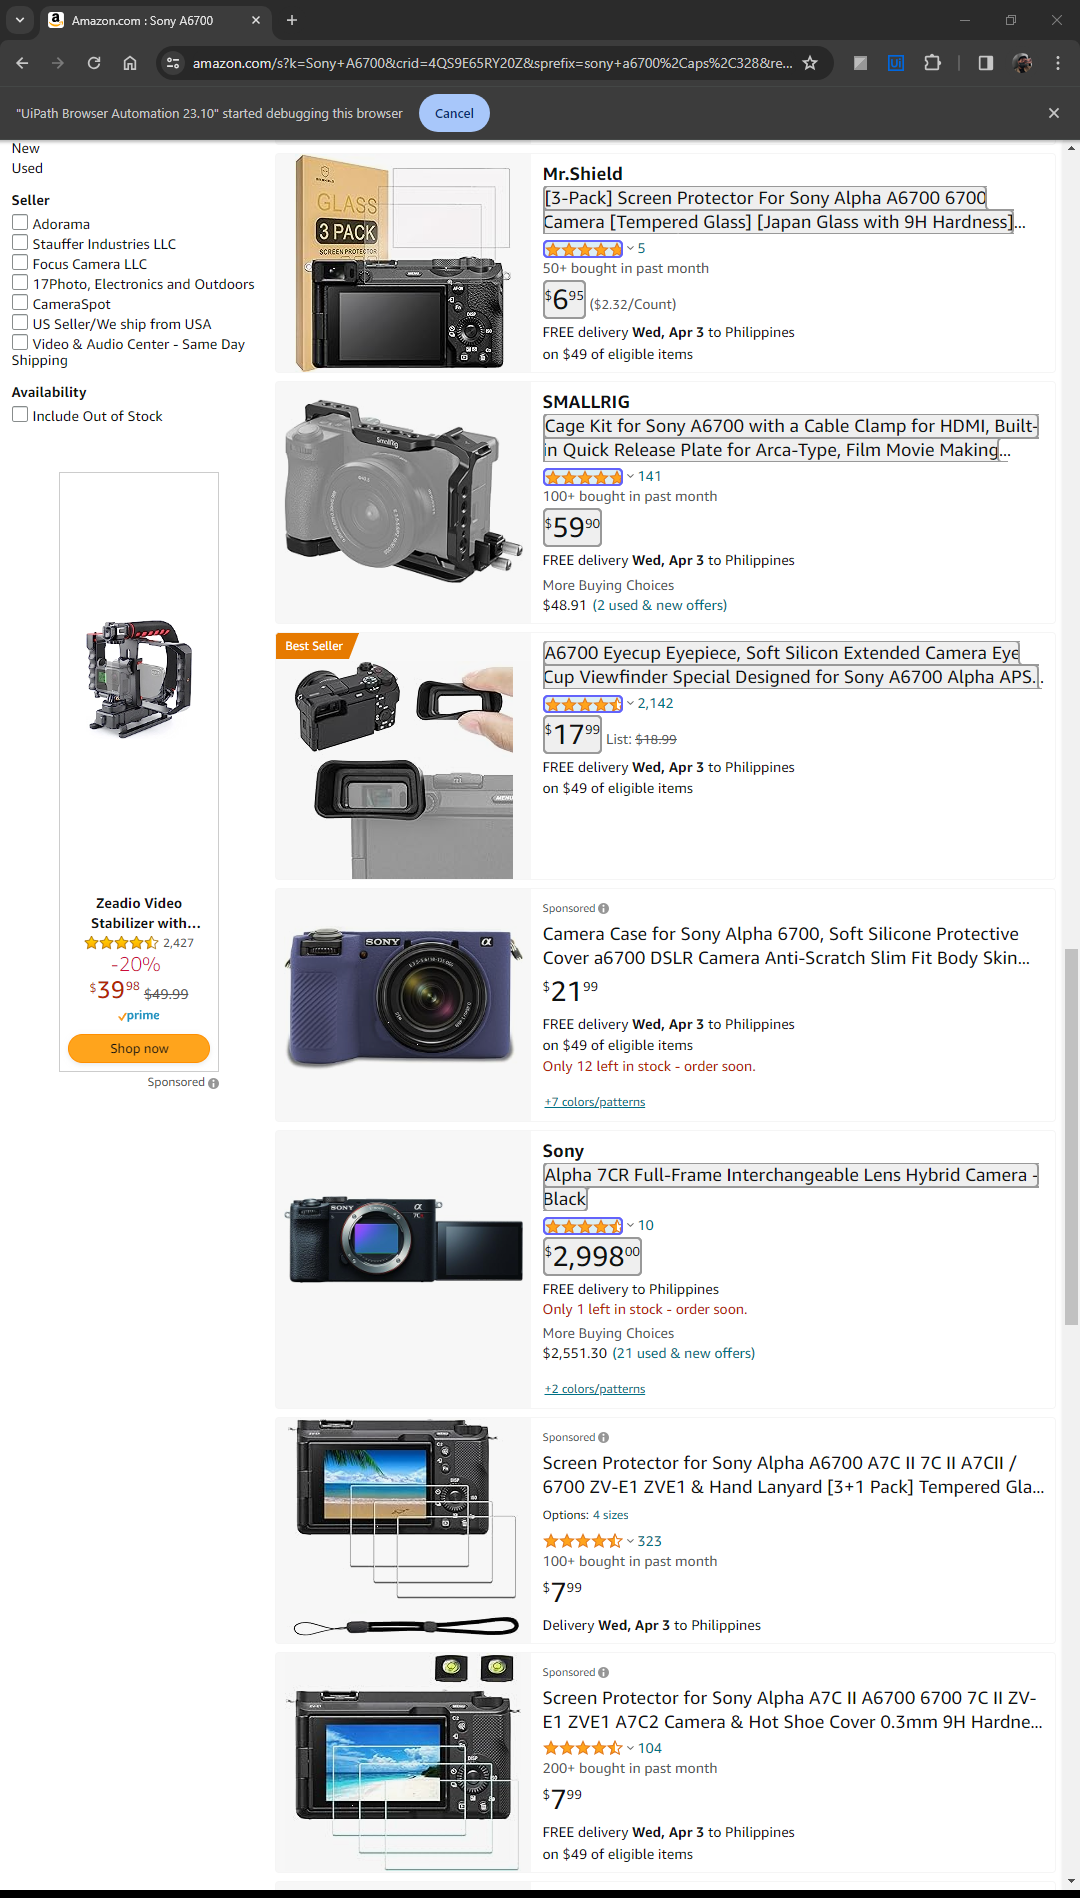 Amazon.com : Sony A6700
amazon.com/s?k=Sony+A6700&crid=4QS9E65RY20Z&sprefix=sony+a6700%2Caps%2C328&re...
"UiPath Browser Automation 23.10" started debugging this browser
Cancel
New
Used
Seller
Adorama
Stauffer Industries LLC
Focus Camera LLC
17Photo, Electronics and Outdoors
CameraSpot
US Seller/We ship from USA
Video & Audio Center - Same Day
Shipping
Availability
Include Out of Stock
Zeadio Video
Stabilizer with...
2,427
-20%
$39.98 $49.99
prime
Shop now
Sponsored
GLASS
3 PACK
SCREEN PROTECTOR
Mr.Shield
[3-Pack] Screen Protector For Sony Alpha A6700 6700
Camera [Tempered Glass] [Japan Glass with 9H Hardness]...
5
50+ bought in past month
$6.95 ($2.32/Count)
FREE delivery Wed, Apr 3 to Philippines
on $49 of eligible items
SmallRig
SMALLRIG
Cage Kit for Sony A6700 with a Cable Clamp for HDMI, Built-
in Quick Release Plate for Arca-Type, Film Movie Making...
141
100+ bought in past month
$59.90
FREE delivery Wed, Apr 3 to Philippines
More Buying Choices
$48.91 (2 used & new offers)
Best Seller
MENU
A6700 Eyecup Eyepiece, Soft Silicon Extended Camera Eye
Cup Viewfinder Special Designed for Sony A6700 Alpha APS...
2,142
$17.99 List: $18.99
FREE delivery Wed, Apr 3 to Philippines
on $49 of eligible items
SONY α
Sponsored
Camera Case for Sony Alpha 6700, Soft Silicone Protective
Cover a6700 DSLR Camera Anti-Scratch Slim Fit Body Skin...
$21.99
FREE delivery Wed, Apr 3 to Philippines
on $49 of eligible items
Only 12 left in stock - order soon.
+7 colors/patterns
SONY α
Sony
Alpha 7CR Full-Frame Interchangeable Lens Hybrid Camera -
Black
10
$2,998.00
FREE delivery to Philippines
Only 1 left in stock - order soon.
More Buying Choices
$2,551.30 (21 used & new offers)
+2 colors/patterns
Sponsored
Screen Protector for Sony Alpha A6700 A7C II 7C II A7CII /
6700 ZV-E1 ZVE1 & Hand Lanyard [3+1 Pack] Tempered Gla...
Options: 4 sizes
323
100+ bought in past month
$7.99
Delivery Wed, Apr 3 to Philippines
Sponsored
Screen Protector for Sony Alpha A7C II A6700 6700 7C II ZV-
E1 ZVE1 A7C2 Camera & Hot Shoe Cover 0.3mm 9H Hardne...
104
200+ bought in past month
$7.99
FREE delivery Wed, Apr 3 to Philippines
on $49 of eligible items